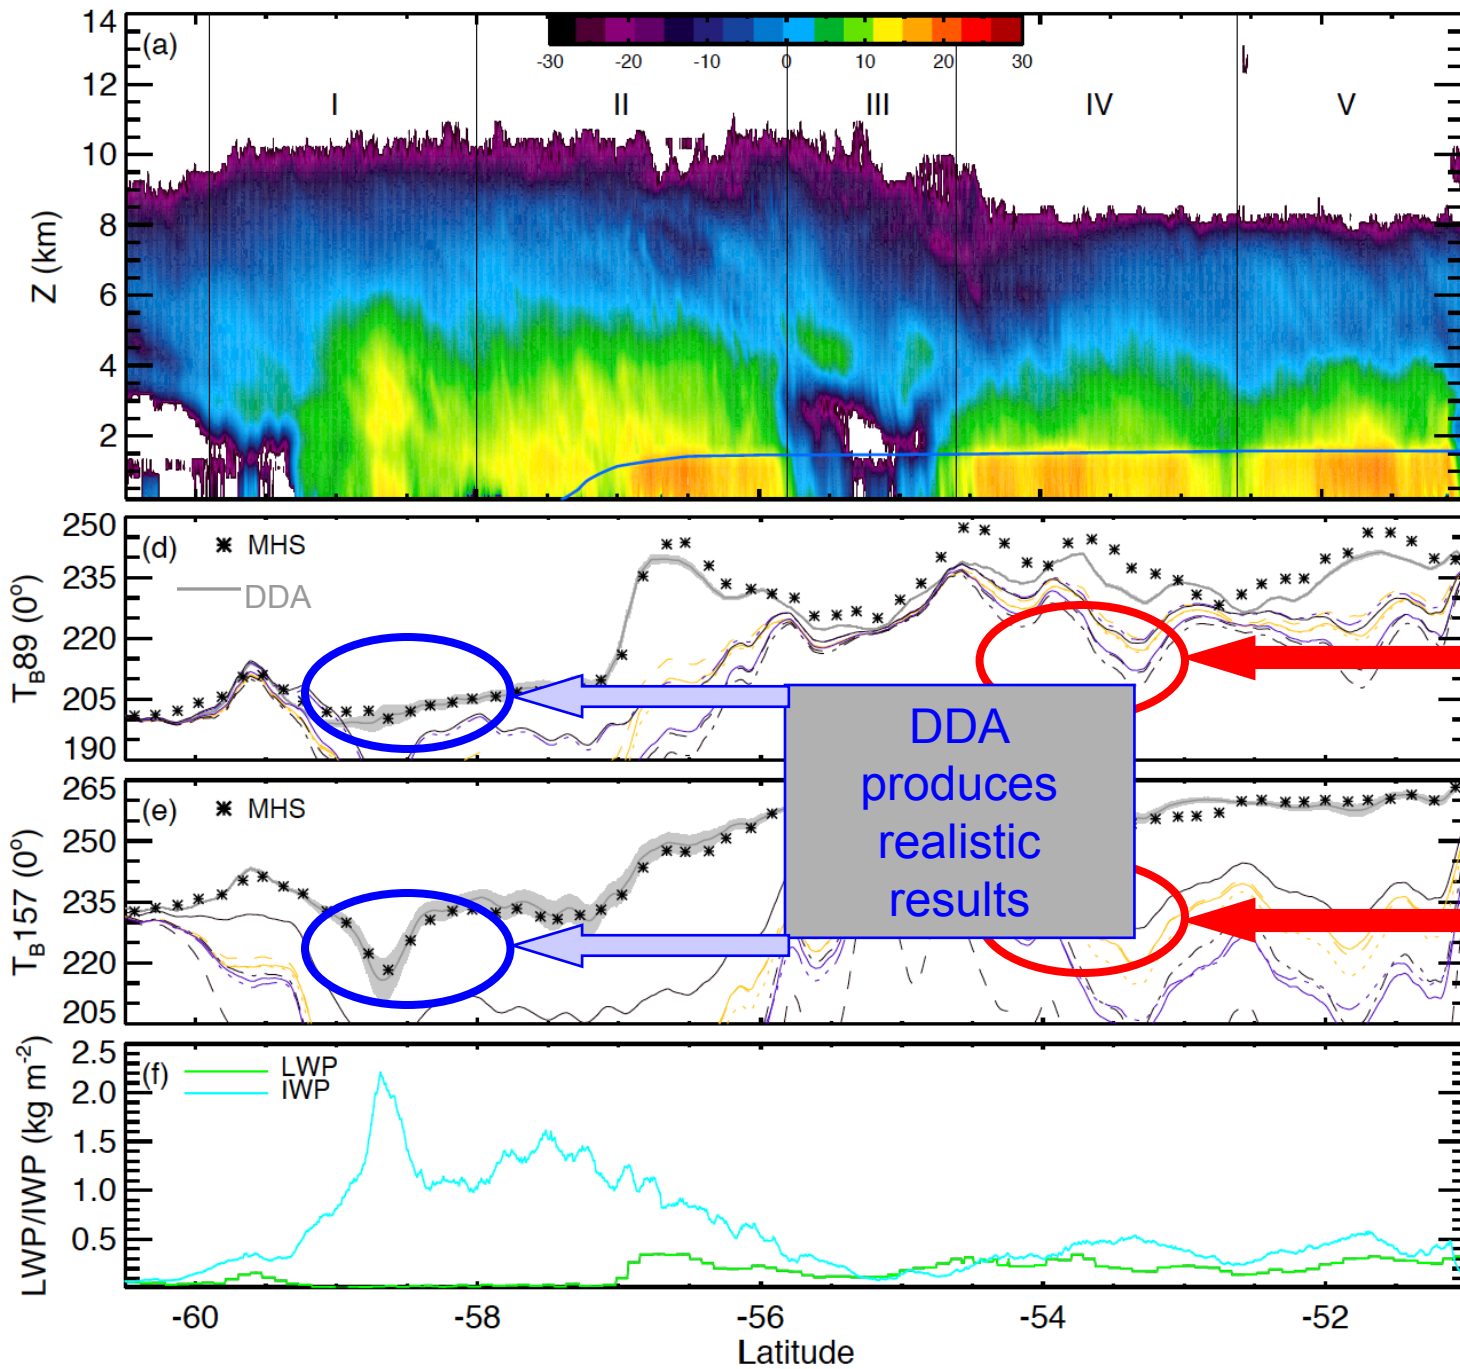 (a)
14
12
10
8
6
4
2
Z (km)
-30 -20 -10 0 10 20 30
I II III IV V
(d) MHS
DDA
250
235
220
205
190
T_B89 (0°)
(e) MHS
265
250
235
220
205
T_B157 (0°)
DDA
produces
realistic
results
(f) LWP
IWP
2.5
2.0
1.5
1.0
0.5
LWP/IWP (kg m⁻²)
-60 -58 -56 -54 -52
Latitude